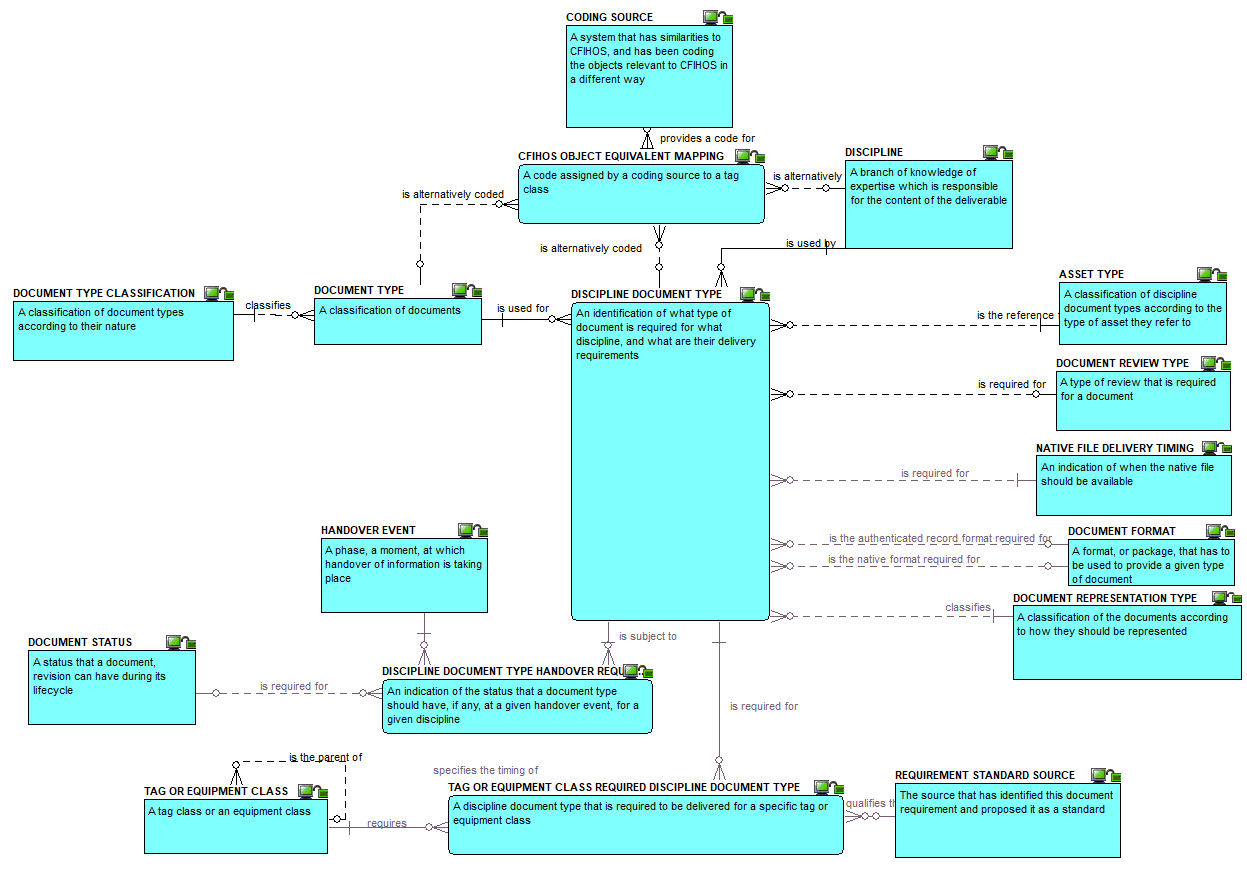 CODING SOURCE
A system that has similarities to
CFIHOS, and has been coding
the objects relevant to CFIHOS in
a different way
provides a code for
CFIHOS OBJECT EQUIVALENT MAPPING
A code assigned by a coding source to a tag
class
DISCIPLINE
A branch of knowledge of
expertise which is responsible
for the content of the deliverable
is alternatively
is alternatively coded
is alternatively coded
is used by
DOCUMENT TYPE CLASSIFICATION
A classification of document types
according to their nature
classifies
DOCUMENT TYPE
A classification of documents
is used for
DISCIPLINE DOCUMENT TYPE
An identification of what type of
document is required for what
discipline, and what are their delivery
requirements
ASSET TYPE
A classification of discipline
document types according to the
type of asset they refer to
is the reference
DOCUMENT REVIEW TYPE
A type of review that is required
for a document
is required for
NATIVE FILE DELIVERY TIMING
An indication of when the native file
should be available
is required for
DOCUMENT FORMAT
A format, or package, that has to
be used to provide a given type
of document
is the authenticated record format required for
is the native format required for
DOCUMENT REPRESENTATION TYPE
A classification of the documents according
to how they should be represented
classifies
HANDOVER EVENT
A phase, a moment, at which
handover of information is taking
place
is subject to
DOCUMENT STATUS
A status that a document,
revision can have during its
lifecycle
is required for
DISCIPLINE DOCUMENT TYPE HANDOVER REQU...
An indication of the status that a document type
should have, if any, at a given handover event, for a
given discipline
is required for
is the parent of
specifies the timing of
TAG OR EQUIPMENT CLASS
A tag class or an equipment class
requires
TAG OR EQUIPMENT CLASS REQUIRED DISCIPLINE DOCUMENT TYPE
A discipline document type that is required to be delivered for a specific tag or
equipment class
qualifies
REQUIREMENT STANDARD SOURCE
The source that has identified this document
requirement and proposed it as a standard